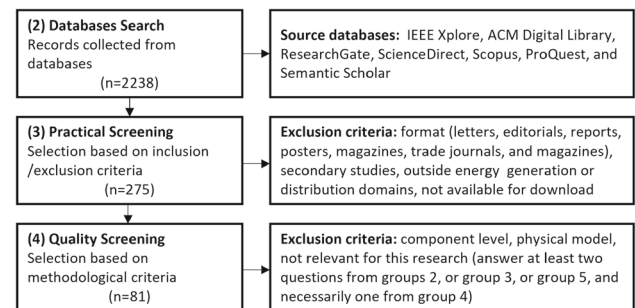 (2) Databases Search
Records collected from
databases
(n=2238)
Source databases: IEEE Xplore, ACM Digital Library,
ResearchGate, ScienceDirect, Scopus, ProQuest, and
Semantic Scholar
(3) Practical Screening
Selection based on inclusion
/exclusion criteria
(n=275)
Exclusion criteria: format (letters, editorials, reports,
posters, magazines, trade journals, and magazines),
secondary studies, outside energy generation or
distribution domains, not available for download
(4) Quality Screening
Selection based on
methodological criteria
(n=81)
Exclusion criteria: component level, physical model,
not relevant for this research (answer at least two
questions from groups 2, or group 3, or group 5, and
necessarily one from group 4)